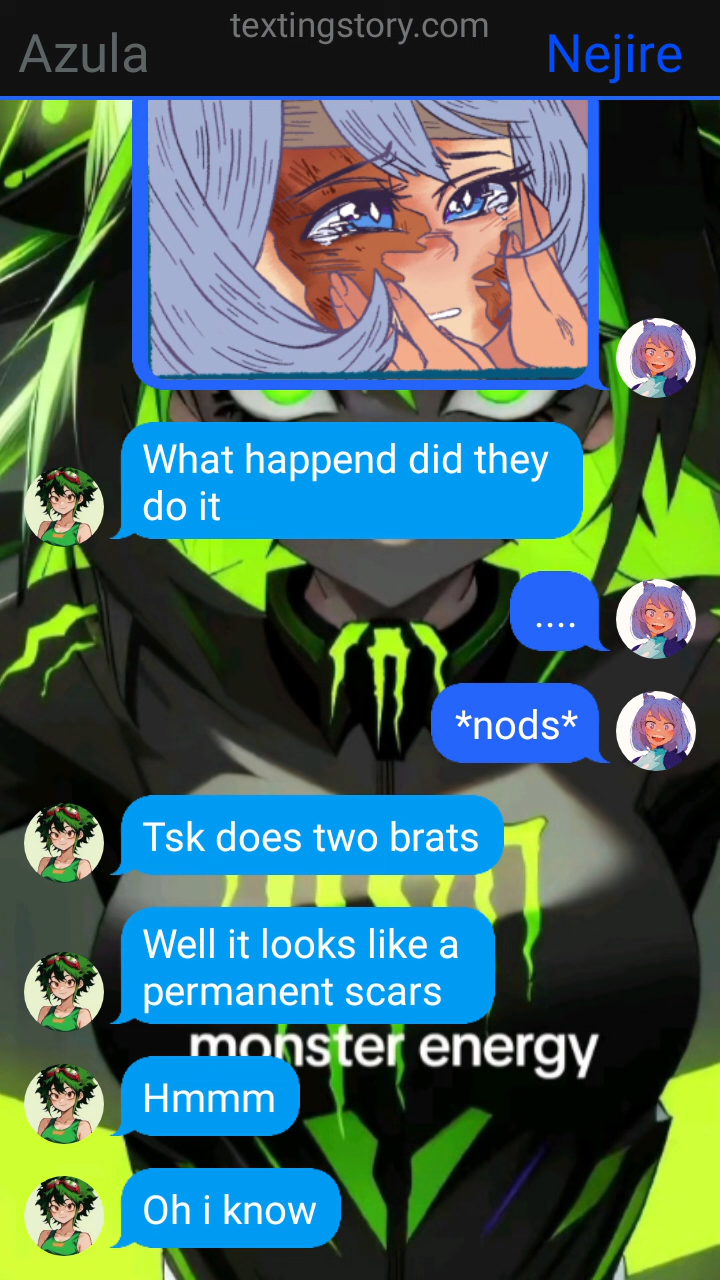 textingstory.com
Azula
Nejire
What happend did they
do it
....
*nods*
Tsk does two brats
Well it looks like a
permanent scars
monster energy
Hmmm
Oh i know